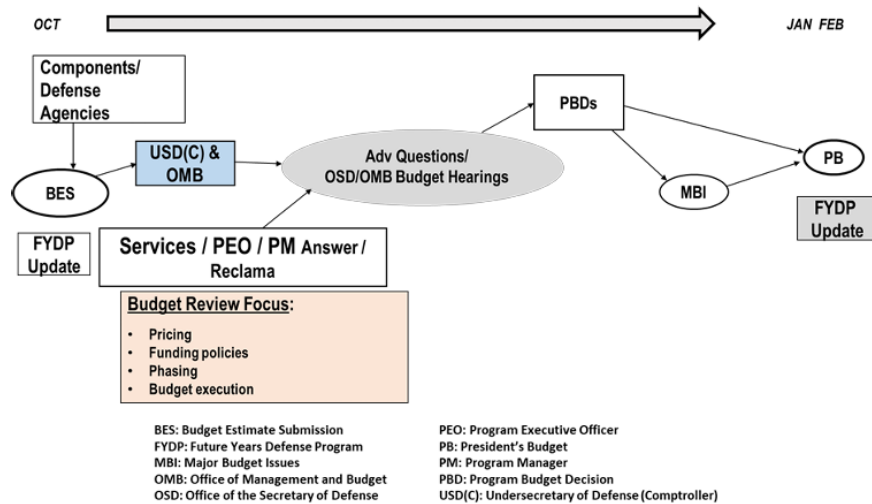 OCT
JAN FEB
Components/
Defense
Agencies
PBDs
USD(C) &
OMB
Adv Questions/
OSD/OMB Budget Hearings
PB
BES
MBI
FYDP
Update
FYDP
Update
Services / PEO / PM Answer /
Reclama
Budget Review Focus:
• Pricing
• Funding policies
• Phasing
• Budget execution
BES: Budget Estimate Submission
FYDP: Future Years Defense Program
MBI: Major Budget Issues
OMB: Office of Management and Budget
OSD: Office of the Secretary of Defense
PEO: Program Executive Officer
PB: President's Budget
PM: Program Manager
PBD: Program Budget Decision
USD(C): Undersecretary of Defense (Comptroller)